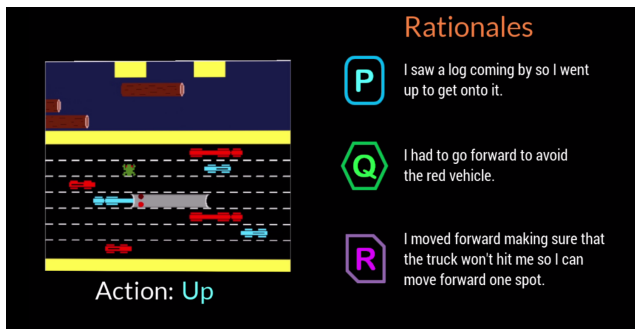 Rationales
P
I saw a log coming by so I went
up to get onto it.
Q
I had to go forward to avoid
the red vehicle.
R
I moved forward making sure that
the truck won't hit me so I can
move forward one spot.
Action: Up